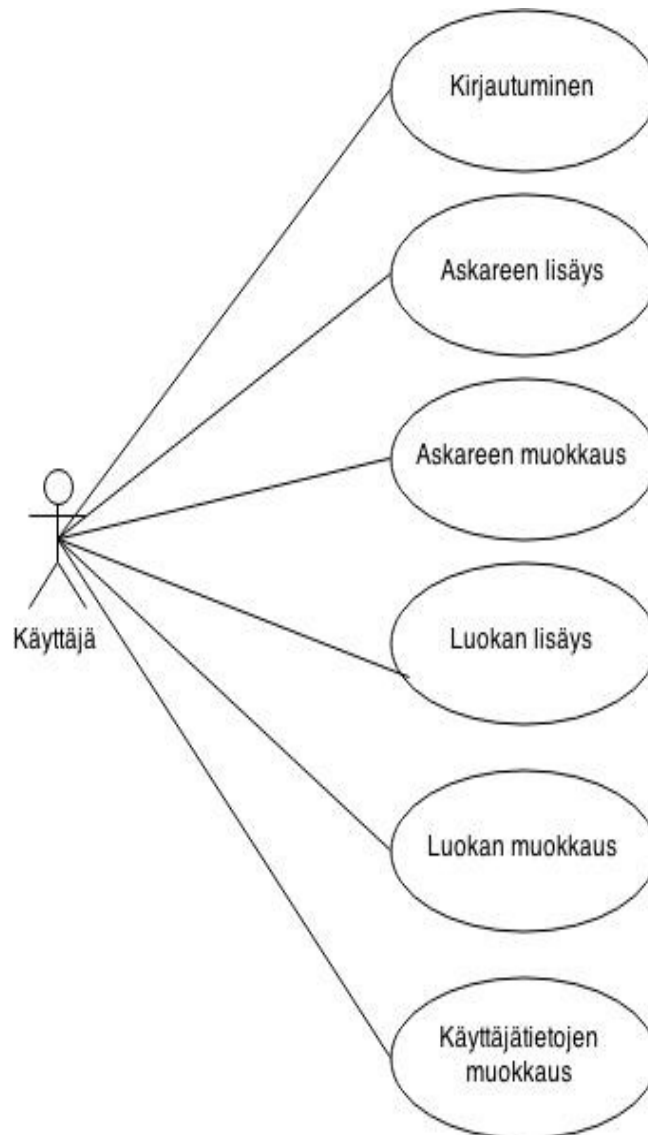 Kirjautuminen
Askareen lisäys
Askareen muokkaus
Käyttäjä
Luokan lisäys
Luokan muokkaus
Käyttäjätietojen
muokkaus